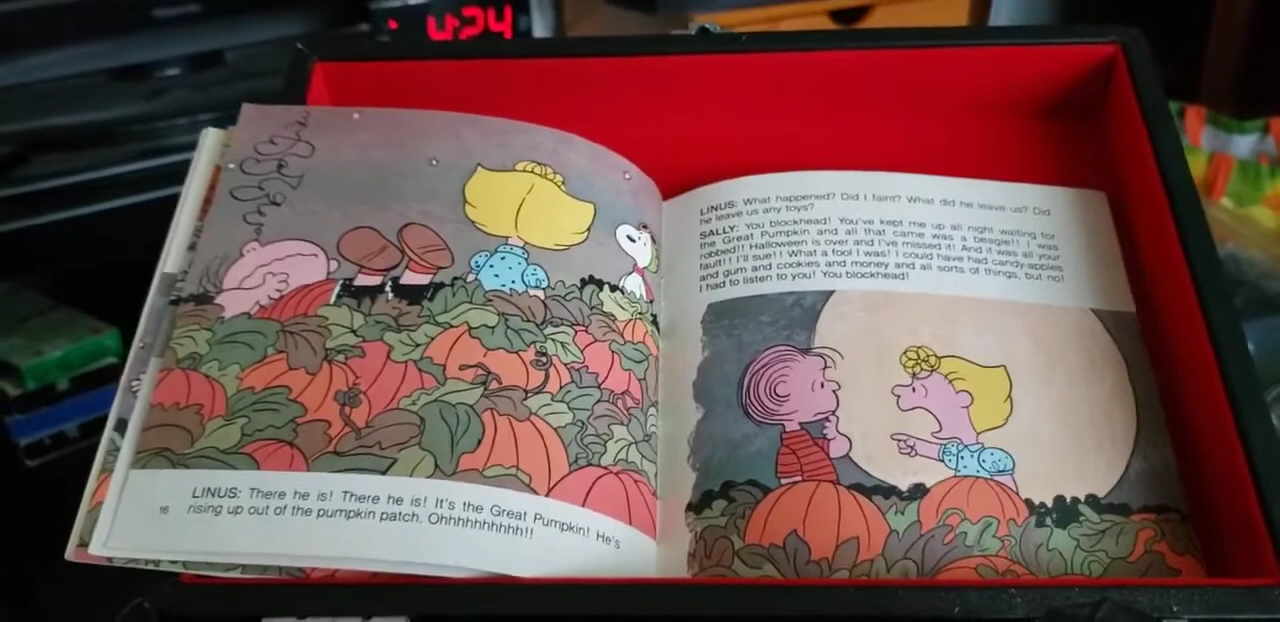 4:24
LINUS: There he is! There he is! It's the Great Pumpkin! He's
rising up out of the pumpkin patch. Ohhhhhhhhhh!!
16
LINUS: What happened? Did I faint? What did he leave us? Did
he leave us any toys?
SALLY: You blockhead! You've kept me up all night waiting for
the Great Pumpkin and all that came was a beagle!! I was
robbed!! Halloween is over and I've missed it! And it was all your
fault!! I'll sue!! What a fool I was! I could have had candy apples
and gum and cookies and money and all sorts of things, but no!
I had to listen to you! You blockhead!